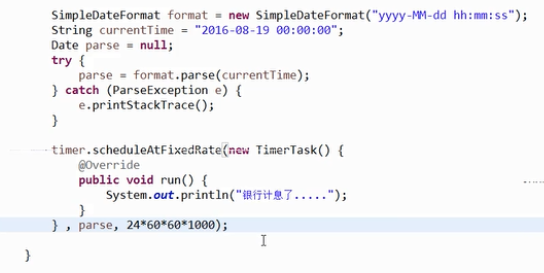 SimpleDateFormat format = new SimpleDateFormat("yyyy-MM-dd hh:mm:ss");
String currentTime = "2016-08-19 00:00:00";
Date parse = null;
try {
parse = format.parse(currentTime);
} catch (ParseException e) {
e.printStackTrace();
}
timer.scheduleAtFixedRate(new TimerTask() {
@Override
public void run() {
System.out.println("银行计息了.....");
}
} , parse, 24*60*60*1000);
}